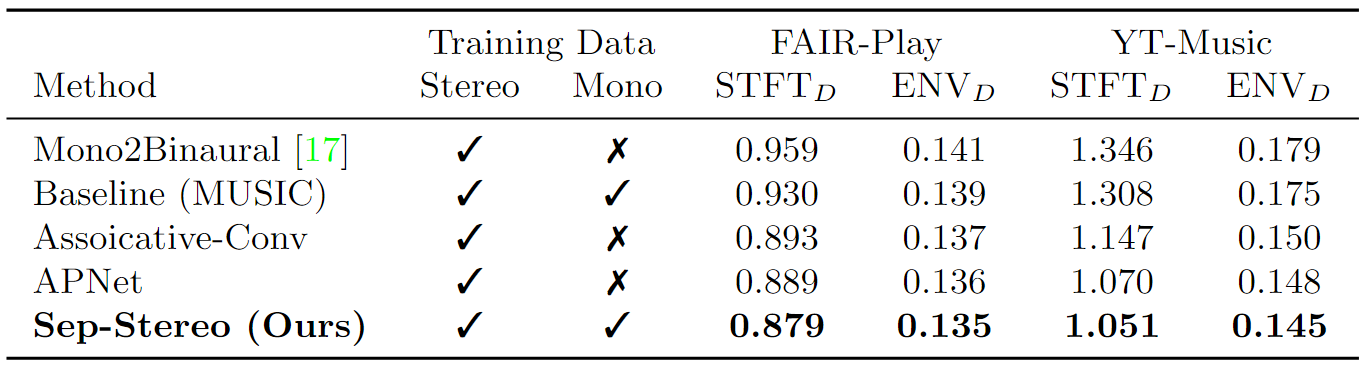 Training Data FAIR-Play YT-Music
Method Stereo Mono STFT_D ENV_D STFT_D ENV_D
Mono2Binaural [17] ✓ ✗ 0.959 0.141 1.346 0.179
Baseline (MUSIC) ✓ ✓ 0.930 0.139 1.308 0.175
Assoicative-Conv ✓ ✗ 0.893 0.137 1.147 0.150
APNet ✓ ✗ 0.889 0.136 1.070 0.148
Sep-Stereo (Ours) ✓ ✓ 0.879 0.135 1.051 0.145